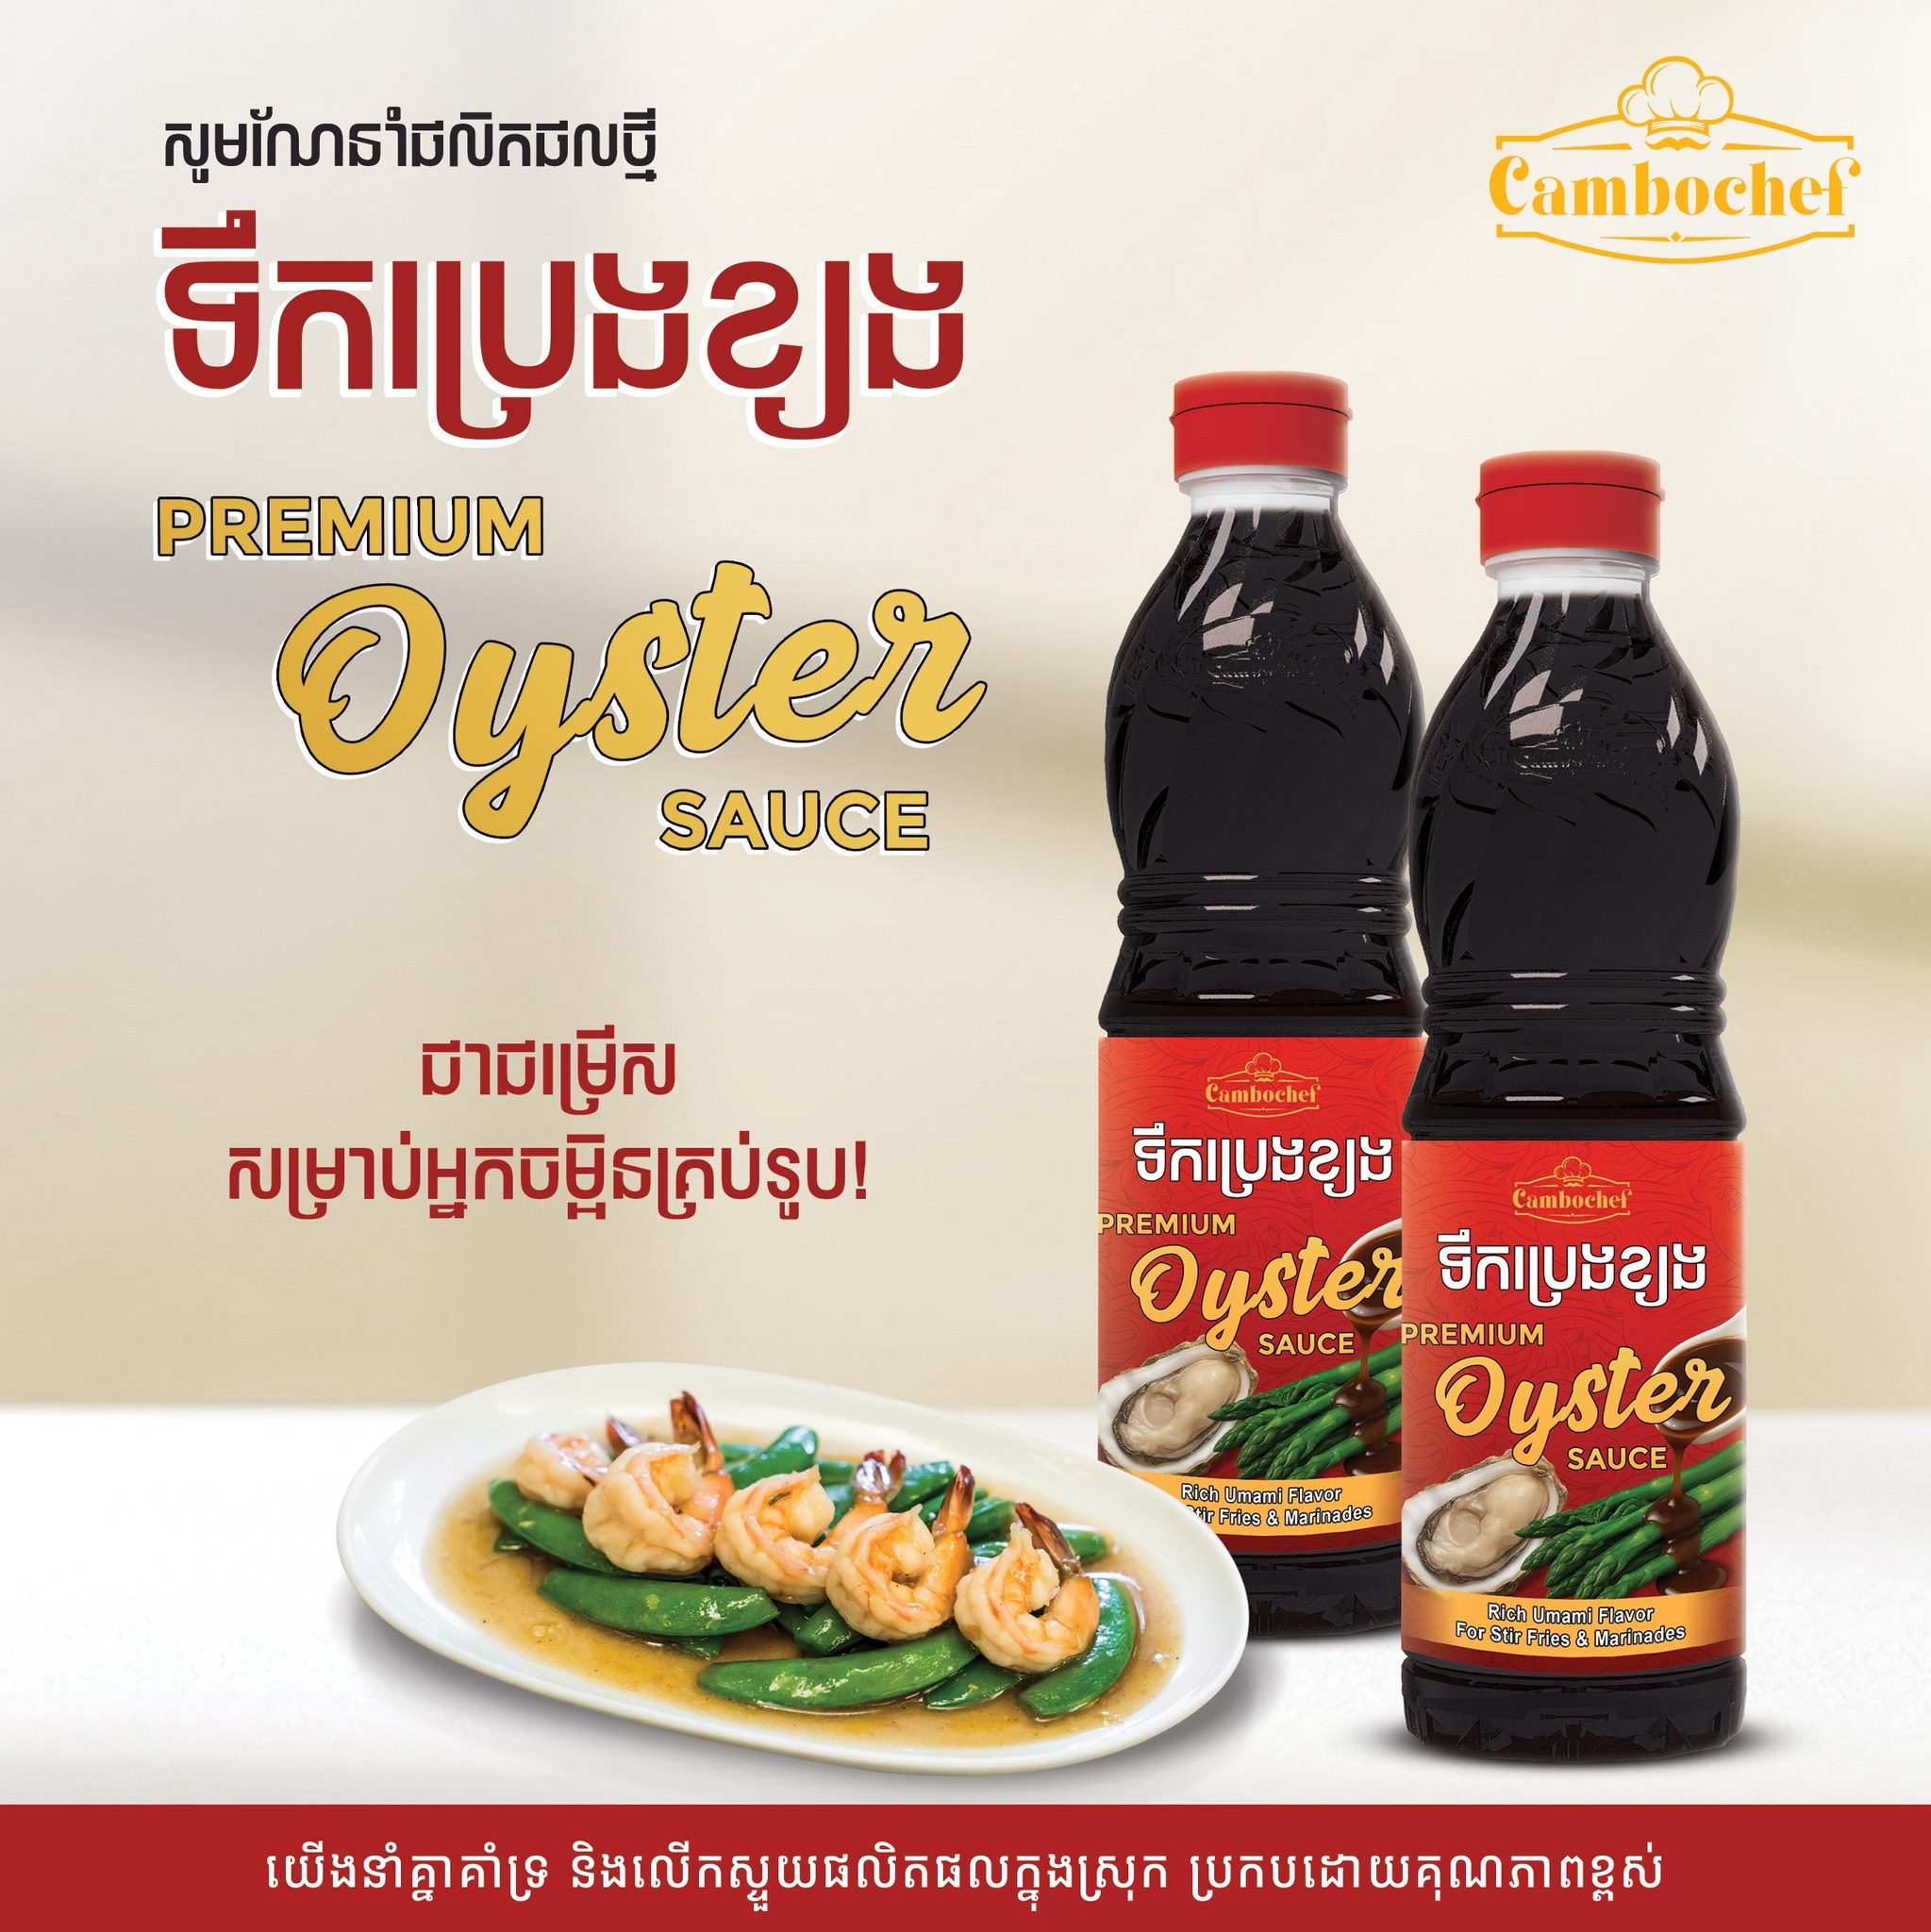 សូមណែនាំផលិតផលថ្មី
Cambochef
ទឹកប្រេងខ្យង
PREMIUM
Oyster
SAUCE
ជាជម្រើស
សម្រាប់អ្នកចម្អិនគ្រប់រូប!
Cambochef
ទឹកប្រេងខ្យង
PREMIUM
Oyster
SAUCE
Rich Umami Flavor
Fries & Marinades
Cambochef
ទឹកប្រេងខ្យង
PREMIUM
Oyster
SAUCE
Rich Umami Flavor
For Stir Fries & Marinades
យើងនាំគ្នាគាំទ្រ និងលើកស្ទួយផលិតផលក្នុងស្រុក ប្រកបដោយគុណភាពខ្ពស់